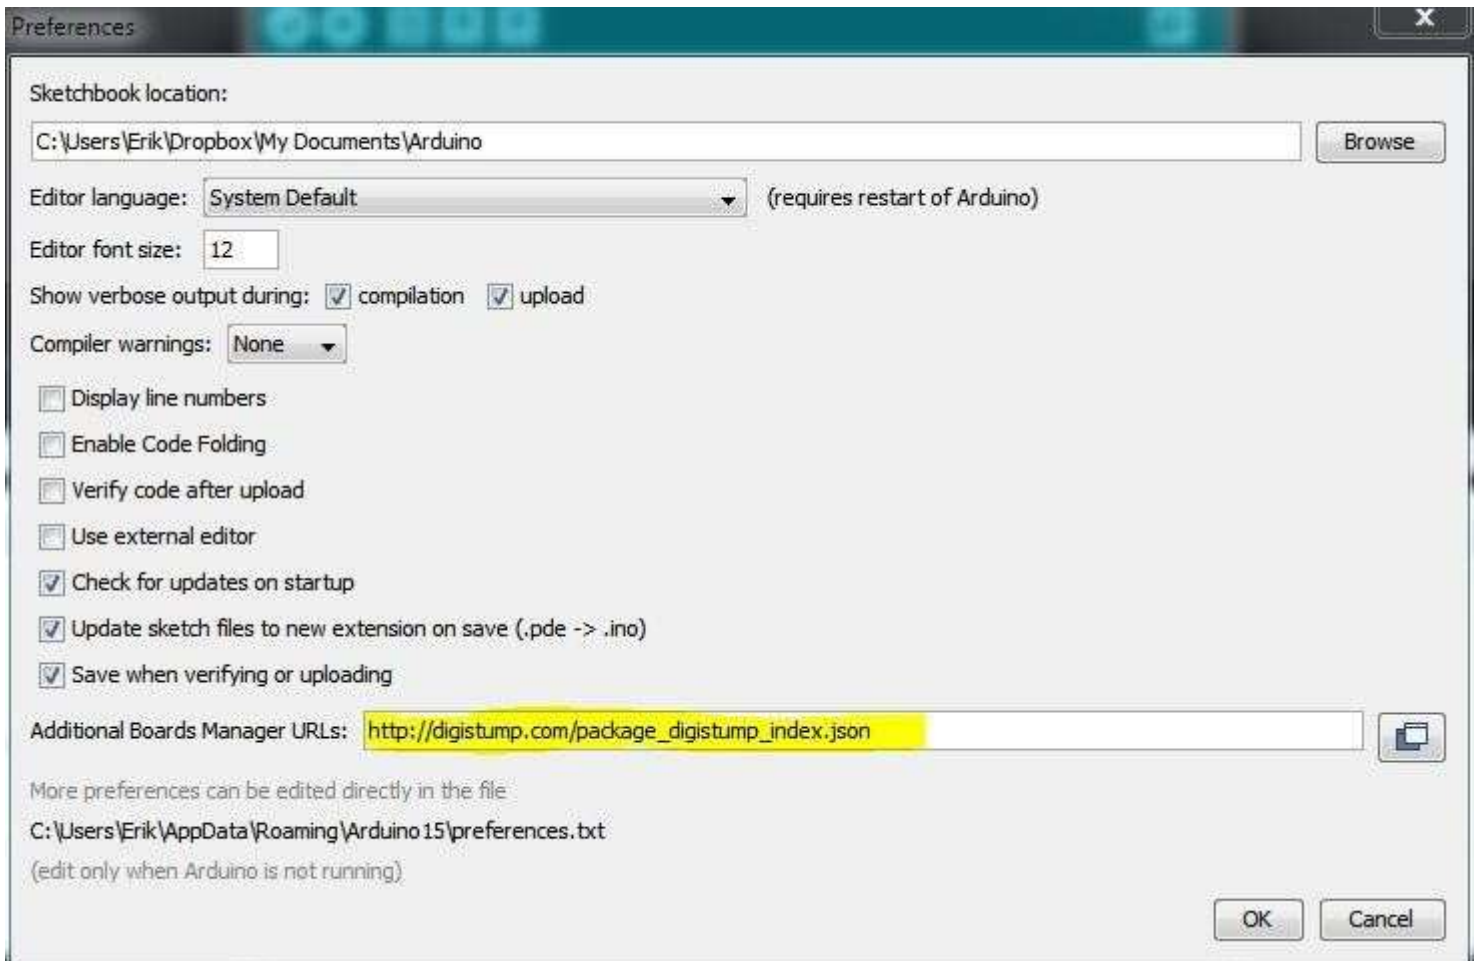 Preferences
Sketchbook location:
C:\Users\Erik\Dropbox\My Documents\Arduino Browse
Editor language: System Default (requires restart of Arduino)
Editor font size: 12
Show verbose output during: compilation upload
Compiler warnings: None
Display line numbers
Enable Code Folding
Verify code after upload
Use external editor
Check for updates on startup
Update sketch files to new extension on save (.pde -> .ino)
Save when verifying or uploading
Additional Boards Manager URLs: http://digistump.com/package_digistump_index.json
More preferences can be edited directly in the file
C:\Users\Erik\AppData\Roaming\Arduino15\preferences.txt
(edit only when Arduino is not running)
OK Cancel